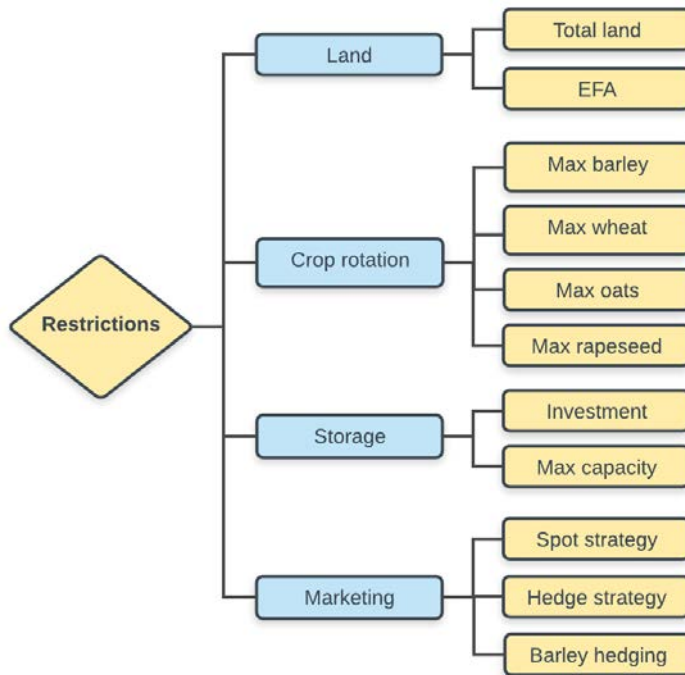 Restrictions
Land
Total land
EFA
Crop rotation
Max barley
Max wheat
Max oats
Max rapeseed
Storage
Investment
Max capacity
Marketing
Spot strategy
Hedge strategy
Barley hedging